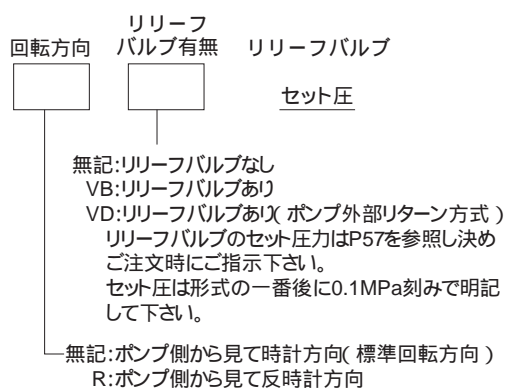 リリーフ
回転方向 バルブ有無 リリーフバルブ
セット圧
無記:リリーフバルブなし
VB:リリーフバルブあり
VD:リリーフバルブあり(ポンプ外部リターン方式)
リリーフバルブのセット圧力はP57を参照し決め
ご注文時にご指示下さい。
セット圧は形式の一番後に0.1MPa刻みで明記
して下さい。
無記:ポンプ側から見て時計方向(標準回転方向)
R:ポンプ側から見て反時計方向